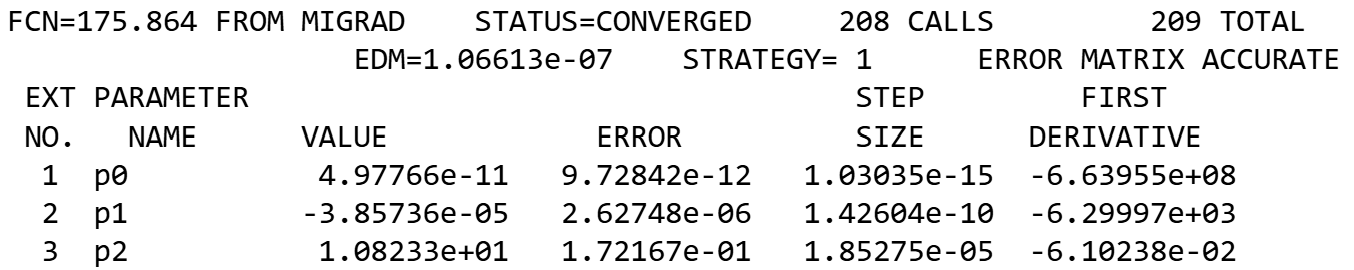 FCN=175.864 FROM MIGRAD    STATUS=CONVERGED     208 CALLS         209 TOTAL
                    EDM=1.06613e-07    STRATEGY= 1      ERROR MATRIX ACCURATE
 EXT PARAMETER                                   STEP         FIRST
 NO.   NAME      VALUE            ERROR          SIZE      DERIVATIVE
  1  p0           4.97766e-11   9.72842e-12   1.03035e-15  -6.63955e+08
  2  p1          -3.85736e-05   2.62748e-06   1.42604e-10  -6.29997e+03
  3  p2           1.08233e+01   1.72167e-01   1.85275e-05  -6.10238e-02